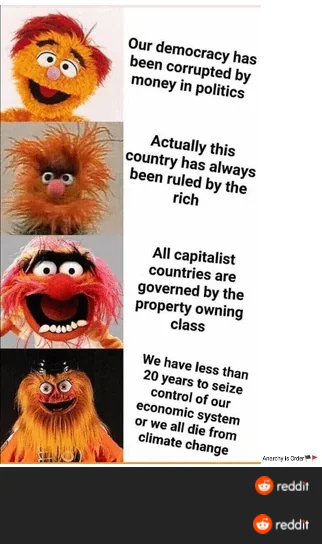 Our democracy has
been corrupted by
money in politics
Actually this
country has always
been ruled by the
rich
All capitalist
countries are
governed by the
property owning
class
We have less than
20 years to seize
control of our
economic system
or we all die from
climate change
Anarchy is Order
reddit
reddit